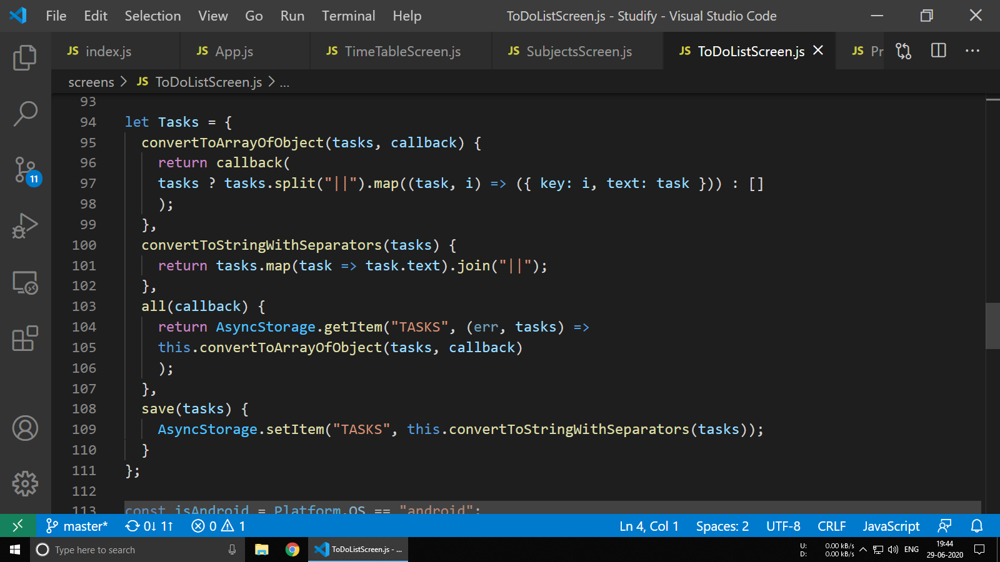 File Edit Selection View Go Run Terminal Help ToDoListScreen.js - Studify - Visual Studio Code
JS index.js JS App.js JS TimeTableScreen.js JS SubjectsScreen.js JS ToDoListScreen.js JS Pr
screens > JS ToDoListScreen.js > ...
93
94 let Tasks = {
95 convertToArrayOfObject(tasks, callback) {
96 return callback(
97 tasks ? tasks.split("||").map((task, i) => ({ key: i, text: task })) : []
98 );
99 },
100 convertToStringWithSeparators(tasks) {
101 return tasks.map(task => task.text).join("||");
102 },
103 all(callback) {
104 return AsyncStorage.getItem("TASKS", (err, tasks) =>
105 this.convertToArrayOfObject(tasks, callback)
106 );
107 },
108 save(tasks) {
109 AsyncStorage.setItem("TASKS", this.convertToStringWithSeparators(tasks));
110 }
111 };
112
113 const isAndroid = Platform.OS == "android";
11
master* 0↓ 1↑ 0 1 Ln 4, Col 1 Spaces: 2 UTF-8 CRLF JavaScript
Type here to search ToDoListScreen.js - ... U: 0.00 kB/s D: 0.00 kB/s ENG 19:44 29-06-2020